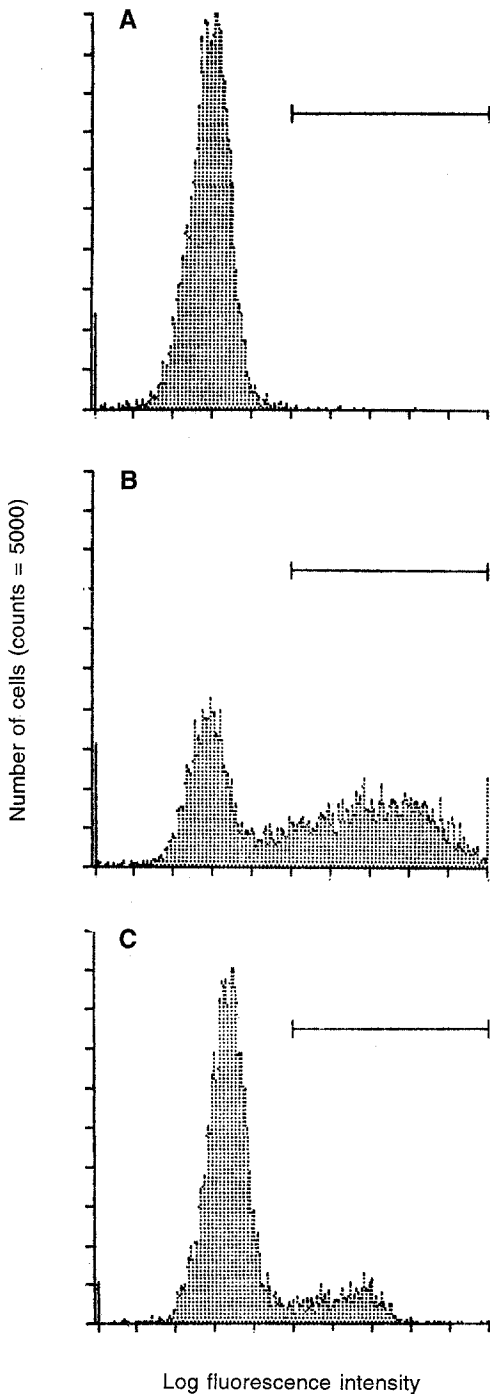 A
B
C
Number of cells (counts = 5000)
Log fluorescence intensity